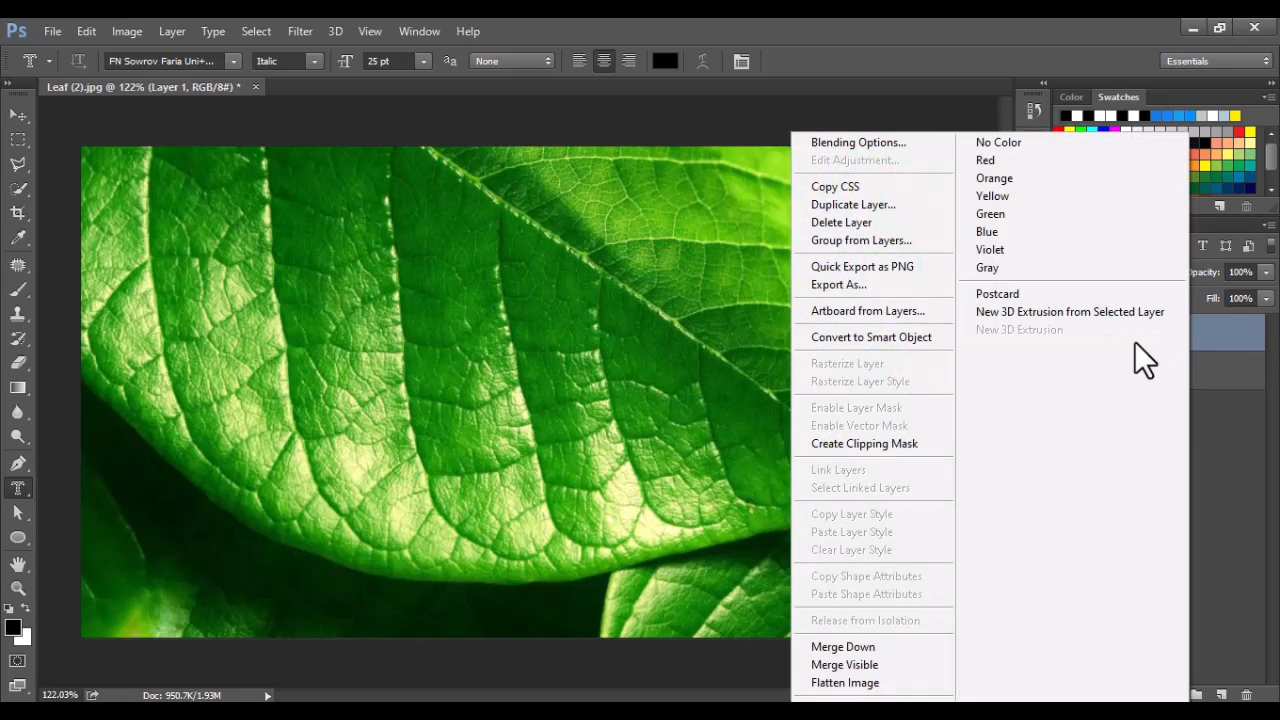 Ps File Edit Image Layer Type Select Filter 3D View Window Help
FN Sowrov Faria Uni+... Italic 25 pt None Essentials
Leaf (2).jpg @ 122% (Layer 1, RGB/8#) *
Color Swatches
Blending Options...
Edit Adjustment...
Copy CSS
Duplicate Layer...
Delete Layer
Group from Layers...
Quick Export as PNG
Export As...
Artboard from Layers...
Convert to Smart Object
Rasterize Layer
Rasterize Layer Style
Enable Layer Mask
Enable Vector Mask
Create Clipping Mask
Link Layers
Select Linked Layers
Copy Layer Style
Paste Layer Style
Clear Layer Style
Copy Shape Attributes
Paste Shape Attributes
Release from Isolation
Merge Down
Merge Visible
Flatten Image
No Color
Red
Orange
Yellow
Green
Blue
Violet
Gray
Postcard
New 3D Extrusion from Selected Layer
New 3D Extrusion
Opacity: 100%
Fill: 100%
122.03% Doc: 950.7K/1.93M